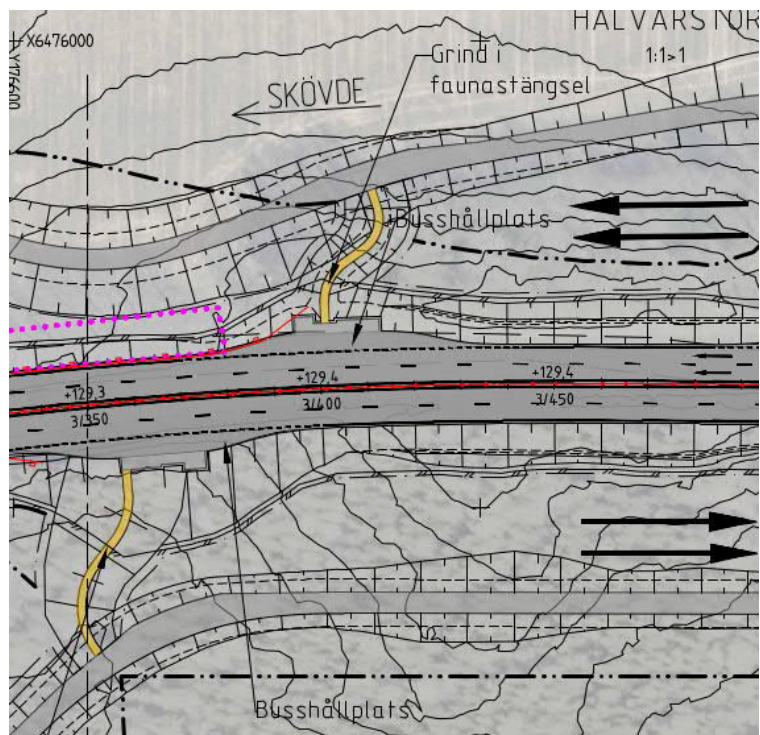 HALVARSTOR
X6476000
1:1>1
Grind i
faunastängsel
SKÖVDE
Busshållplats
+129,3
+129,4
+129,4
3/350
3/400
3/450
Busshållplats